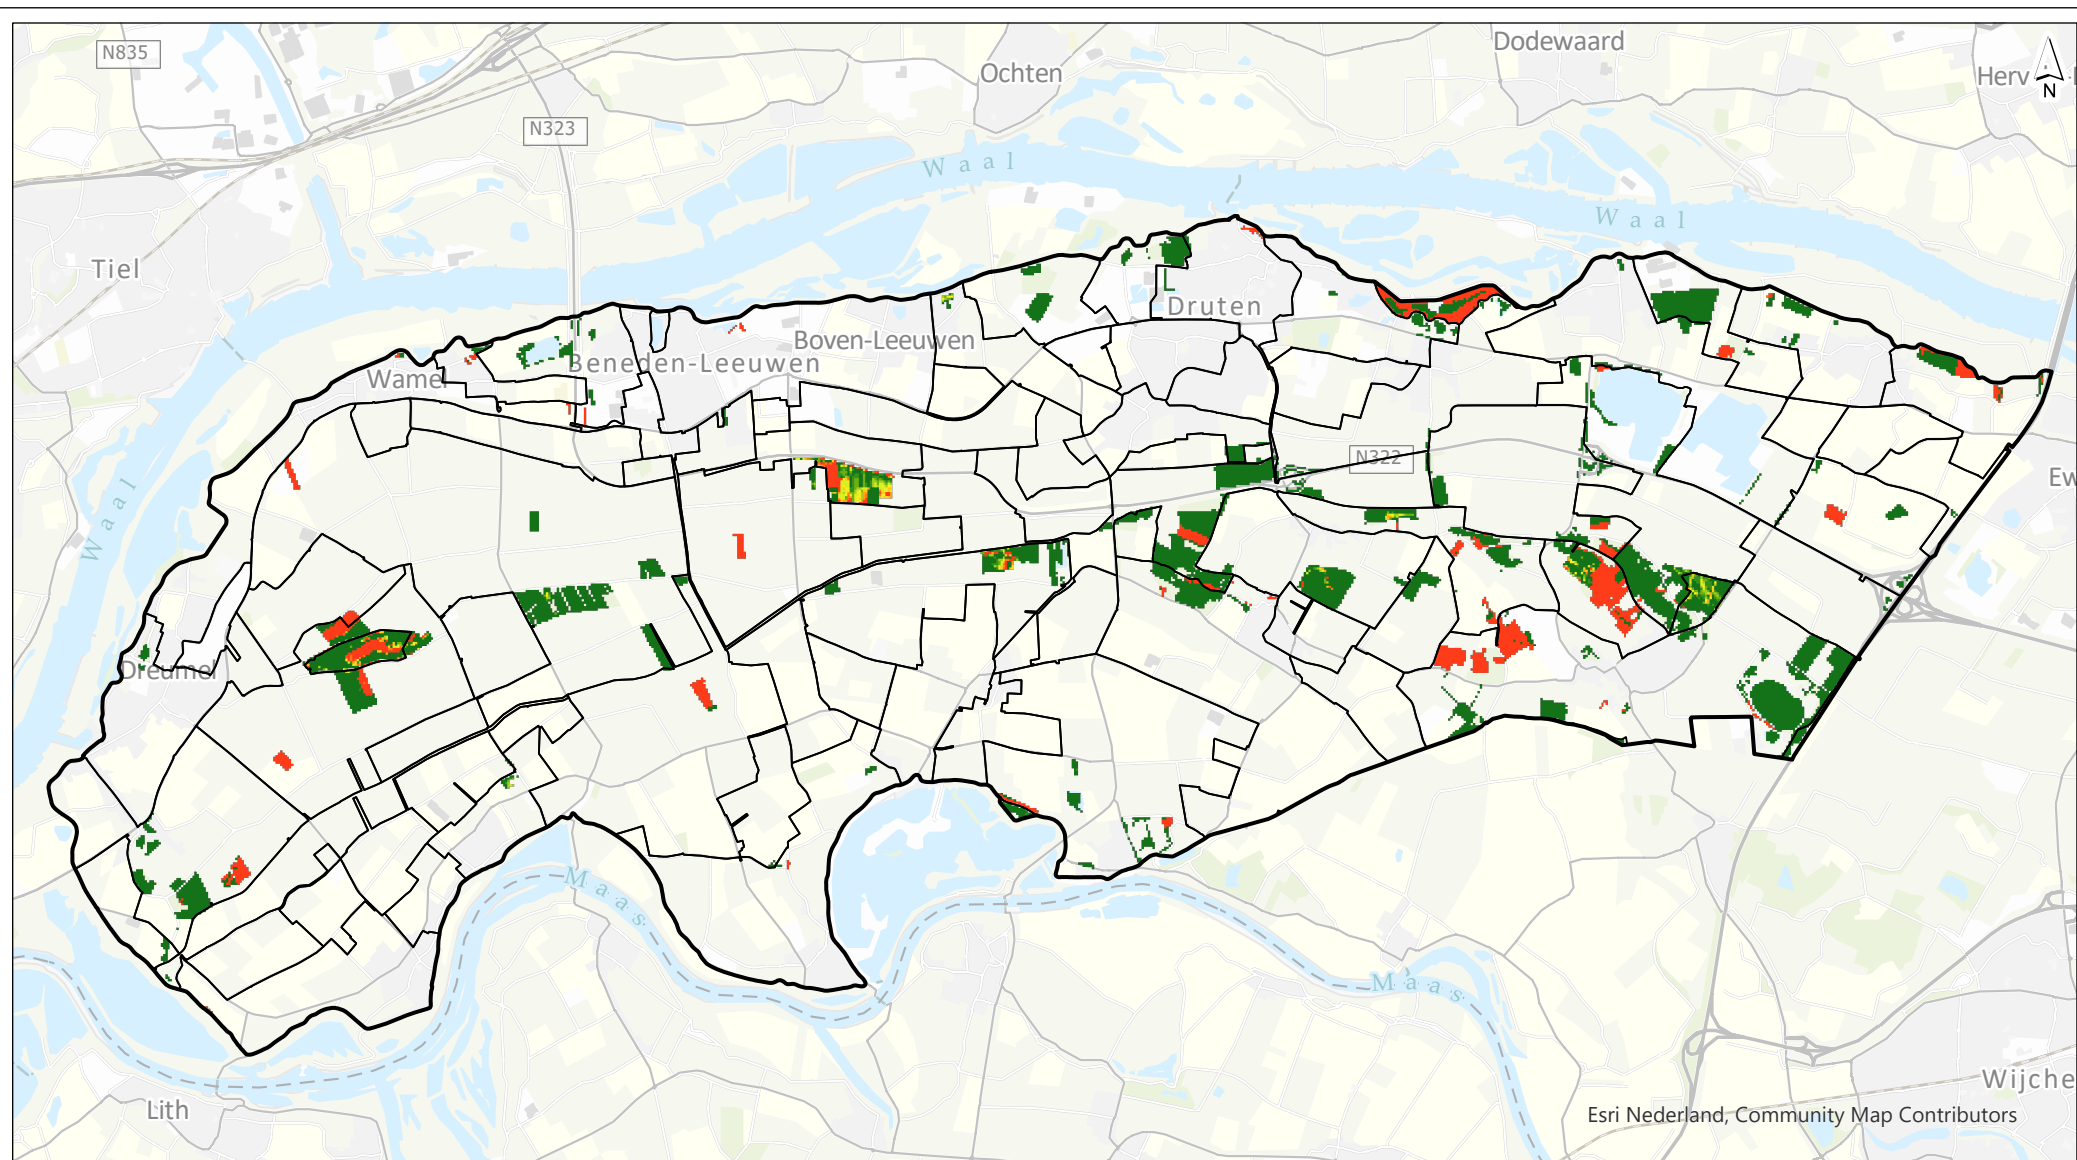 N835
Ochten
Dodewaard
Herv
N
N323
Waal
Waal
Tiel
Druten
Boven-Leeuwen
Beneden-Leeuwen
Wamel
N322
Ew
Waal
Dreumel
Maas
Maas
Wijche
Lith
Esri Nederland, Community Map Contributors